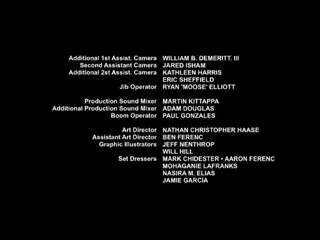 Additional 1st Assist. Camera WILLIAM B. DEMERITT. III
Second Assistant Camera JARED ISHAM
Additional 2st Assist. Camera KATHLEEN HARRIS
ERIC SHEFFIELD
Jib Operator RYAN 'MOOSE' ELLIOTT
Production Sound Mixer MARTIN KITTAPPA
Additional Production Sound Mixer ADAM DOUGLAS
Boom Operator PAUL GONZALES
Art Director NATHAN CHRISTOPHER HAASE
Assistant Art Director BEN FERENC
Graphic Illustrators JEFF NENTHROP
WILL HILL
Set Dressers MARK CHIDESTER • AARON FERENC
MOHAGANIE LAFRANKS
NASIRA M. ELIAS
JAMIE GARCIA